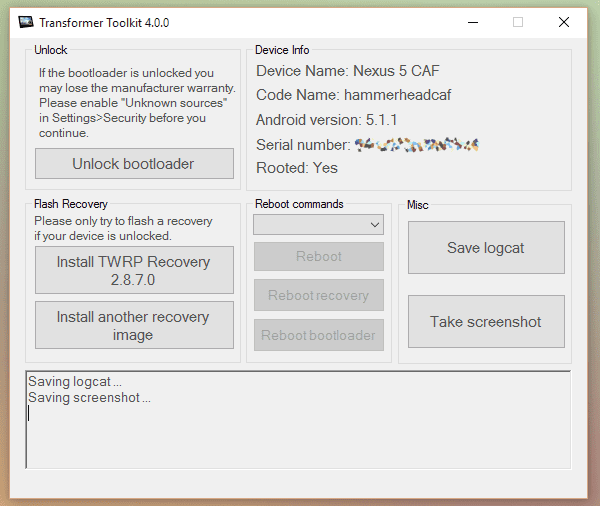 Transformer Toolkit 4.0.0
Unlock
If the bootloader is unlocked you
may lose the manufacturer warranty.
Please enable "Unknown sources"
in Settings>Security before you
continue.
Unlock bootloader
Device Info
Device Name: Nexus 5 CAF
Code Name: hammerheadcaf
Android version: 5.1.1
Serial number:
Rooted: Yes
Flash Recovery
Please only try to flash a recovery
if your device is unlocked.
Install TWRP Recovery
2.8.7.0
Install another recovery
image
Reboot commands
Reboot
Reboot recovery
Reboot bootloader
Misc
Save logcat
Take screenshot
Saving logcat ...
Saving screenshot ...